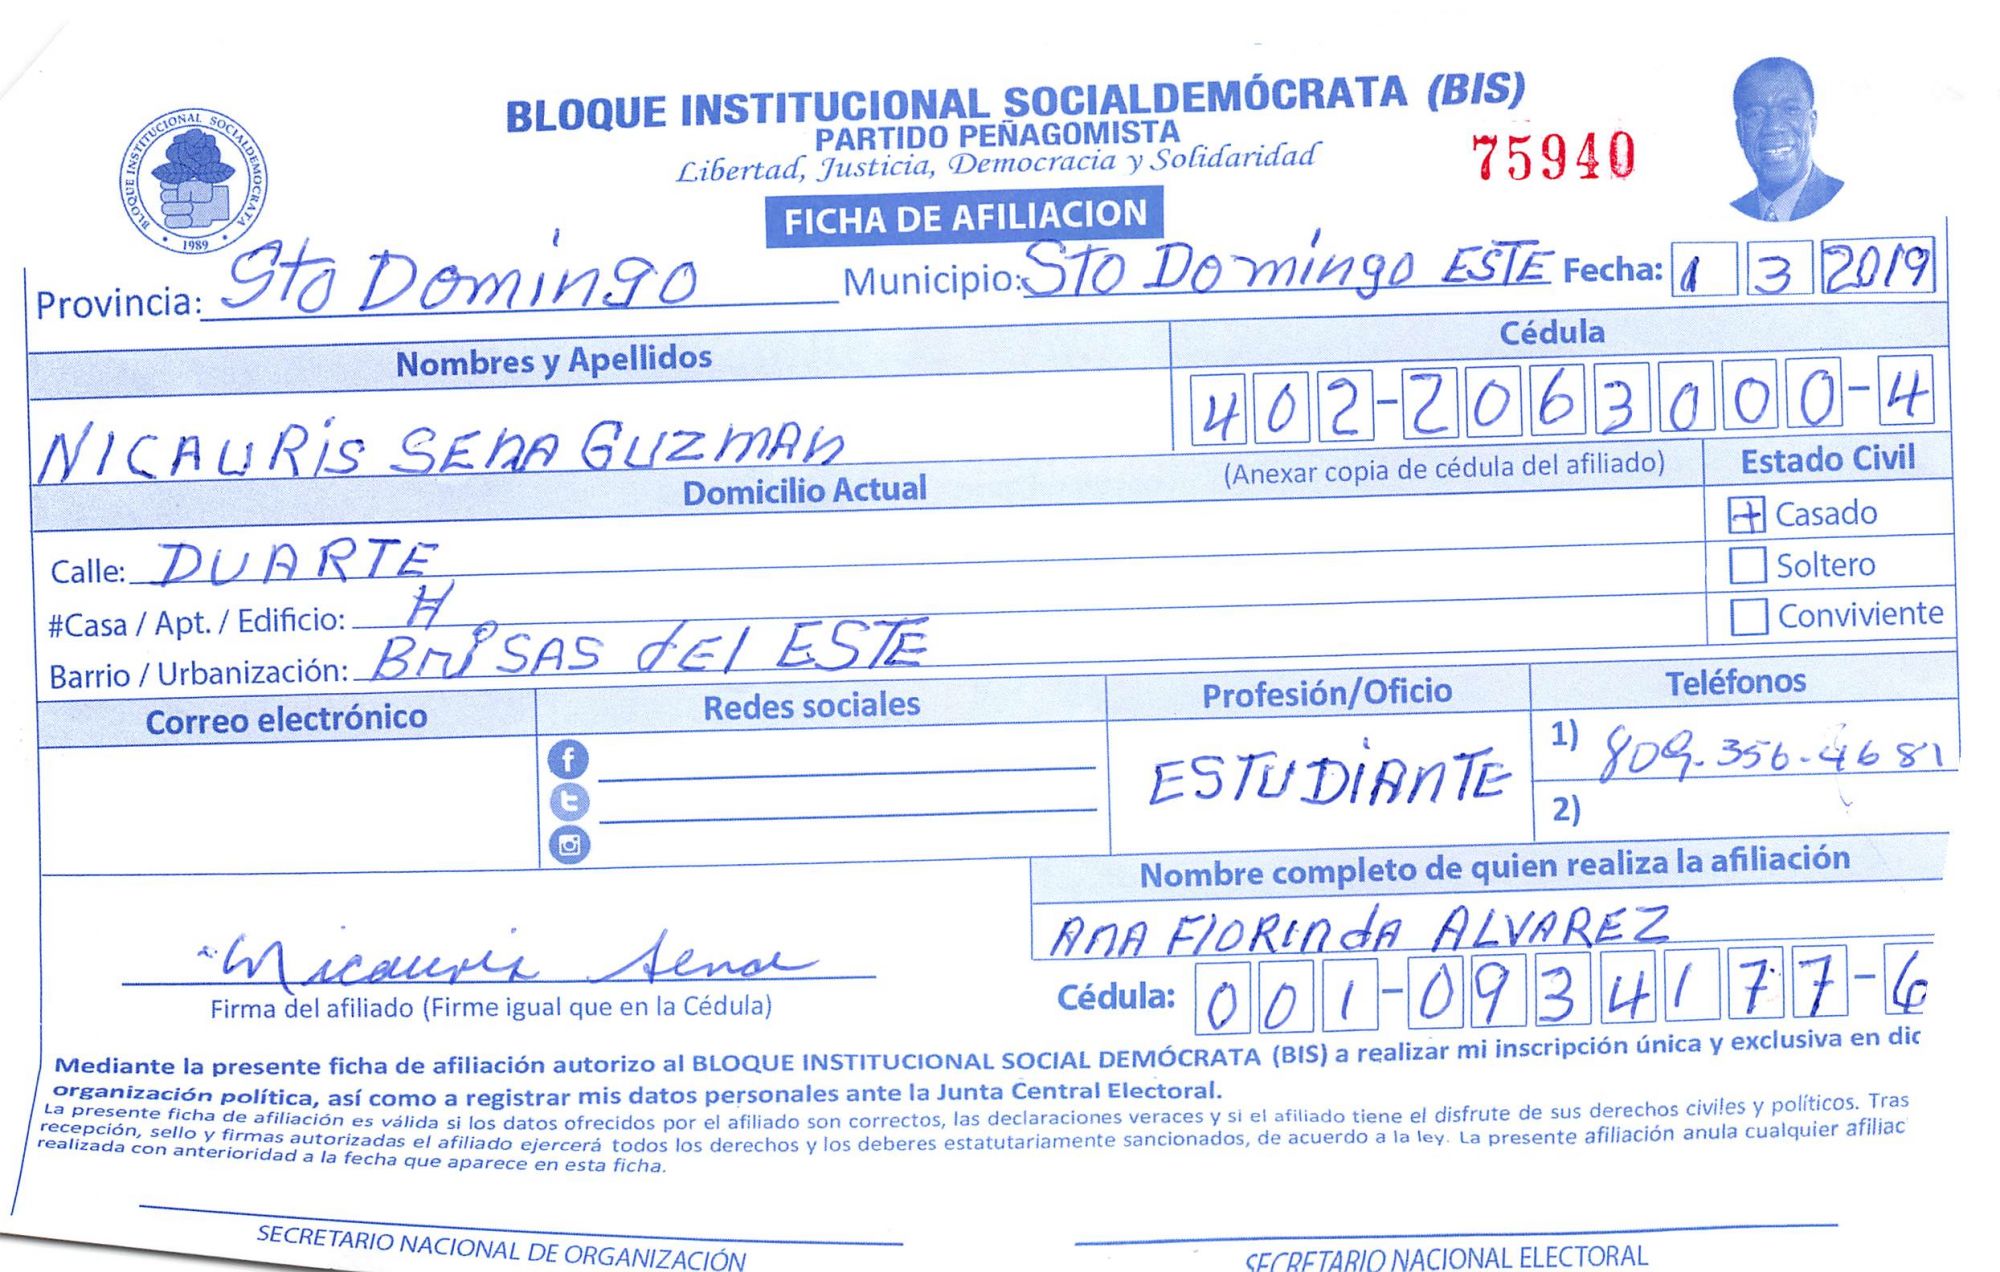 BLOQUE INSTITUCIONAL SOCIALDEMÓCRATA (BIS)
PARTIDO PEÑAGOMISTA
Libertad, Justicia, Democracia y Solidaridad
75940
BLOQUE INSTITUCIONAL SOCIALDEMOCRATA
1989
FICHA DE AFILIACION
Provincia: Sto Domingo Municipio: Sto Domingo ESTE Fecha: 1 3 2019
Nombres y Apellidos Cédula
NICAURIS SENA GUZMAN 402-2063000-4
(Anexar copia de cédula del afiliado)
Domicilio Actual Estado Civil
Calle: DUARTE Casado
Soltero
#Casa / Apt. / Edificio: H Conviviente
Barrio / Urbanización: BriSAS dEl ESTE
Correo electrónico Redes sociales Profesión/Oficio Teléfonos
ESTUDIANTE 1) 809-356-4681
2)
Nombre completo de quien realiza la afiliación
ANA FlORINdA ALVAREZ
Nicauris Sena
Cédula: 001-0934177-6
Firma del afiliado (Firme igual que en la Cédula)
Mediante la presente ficha de afiliación autorizo al BLOQUE INSTITUCIONAL SOCIAL DEMÓCRATA (BIS) a realizar mi inscripción única y exclusiva en dic
organización política, así como a registrar mis datos personales ante la Junta Central Electoral.
La presente ficha de afiliación es válida si los datos ofrecidos por el afiliado son correctos, las declaraciones veraces y si el afiliado tiene el disfrute de sus derechos civiles y políticos. Tras
recepción, sello y firmas autorizadas el afiliado ejercerá todos los derechos y los deberes estatutariamente sancionados, de acuerdo a la ley. La presente afiliación anula cualquier afiliac
realizada con anterioridad a la fecha que aparece en esta ficha.
SECRETARIO NACIONAL DE ORGANIZACIÓN SECRETARIO NACIONAL ELECTORAL